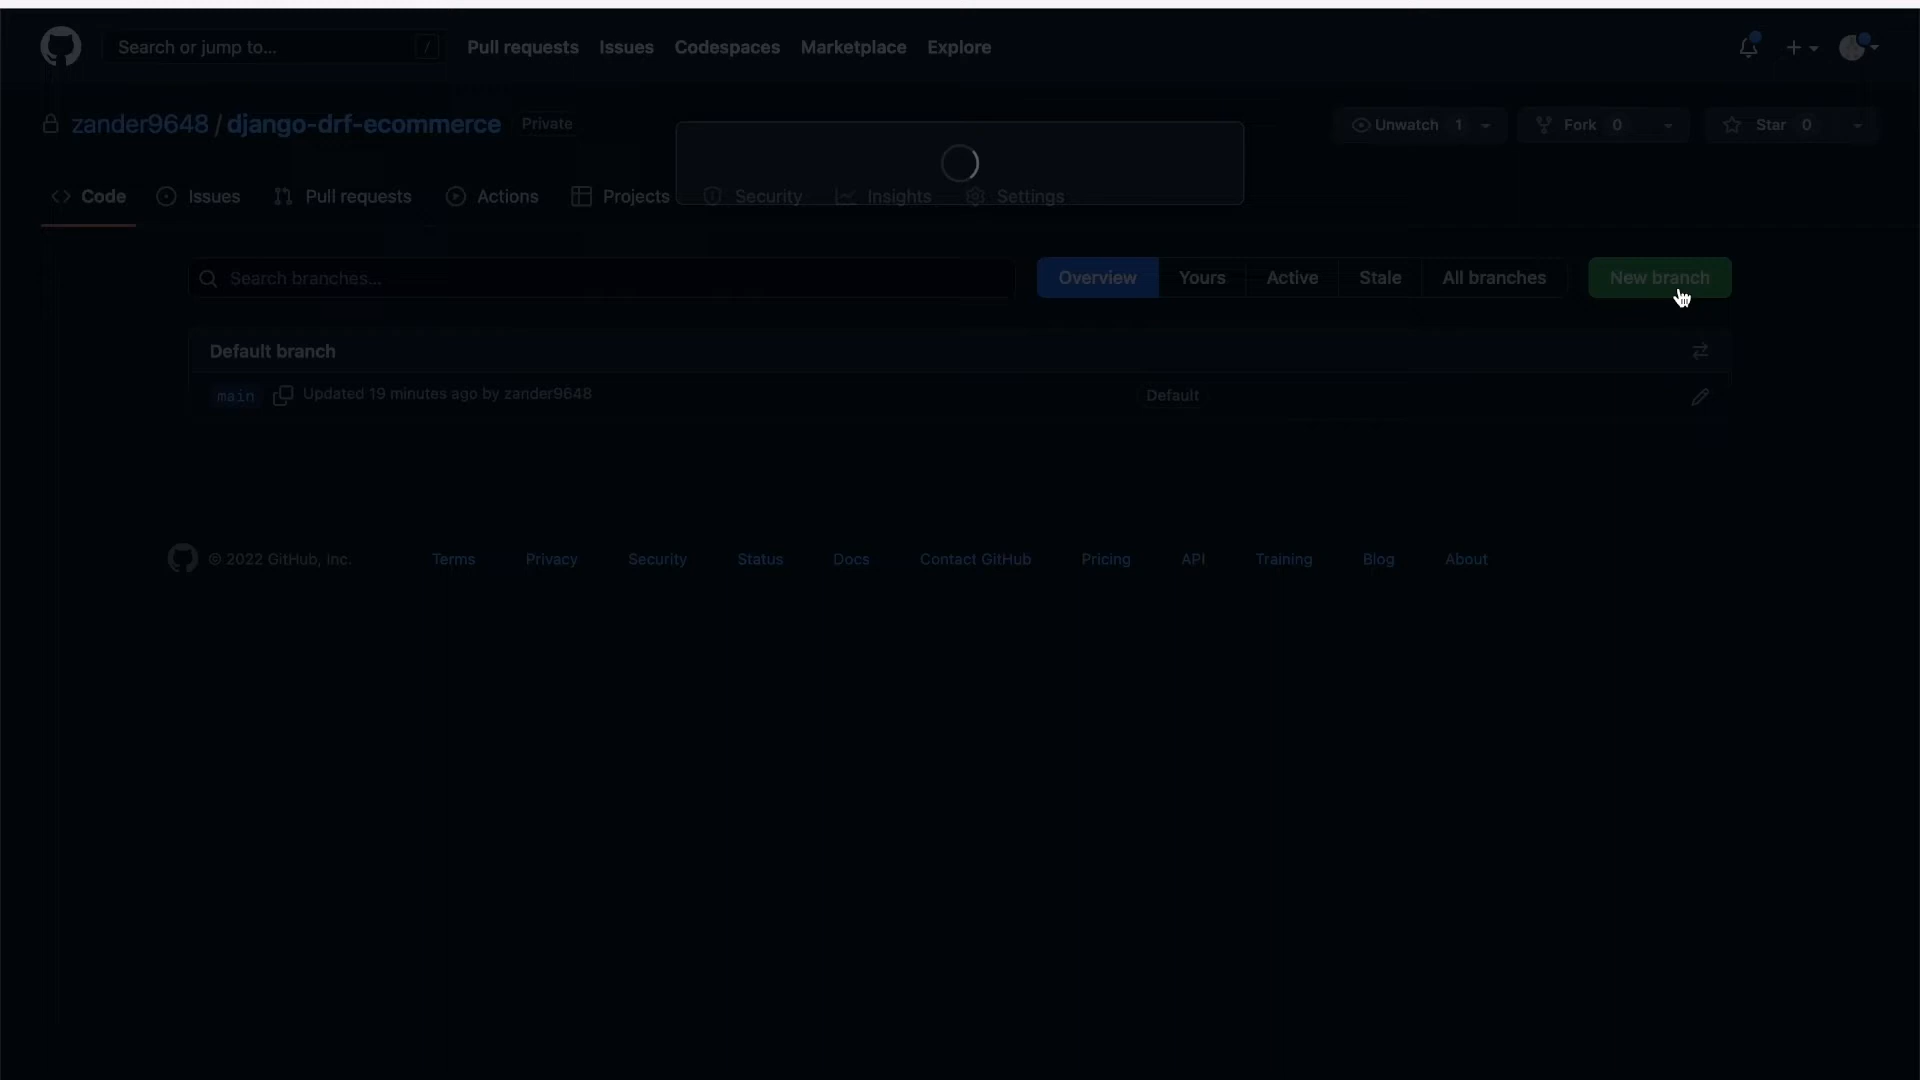 Search or jump to... / Pull requests Issues Codespaces Marketplace Explore
zander9648 / django-drf-ecommerce Private Unwatch 1 Fork 0 Star 0
Code Issues Pull requests Actions Projects Security Insights Settings
Search branches... Overview Yours Active Stale All branches New branch
Default branch
main Updated 19 minutes ago by zander9648 Default
© 2022 GitHub, Inc. Terms Privacy Security Status Docs Contact GitHub Pricing API Training Blog About